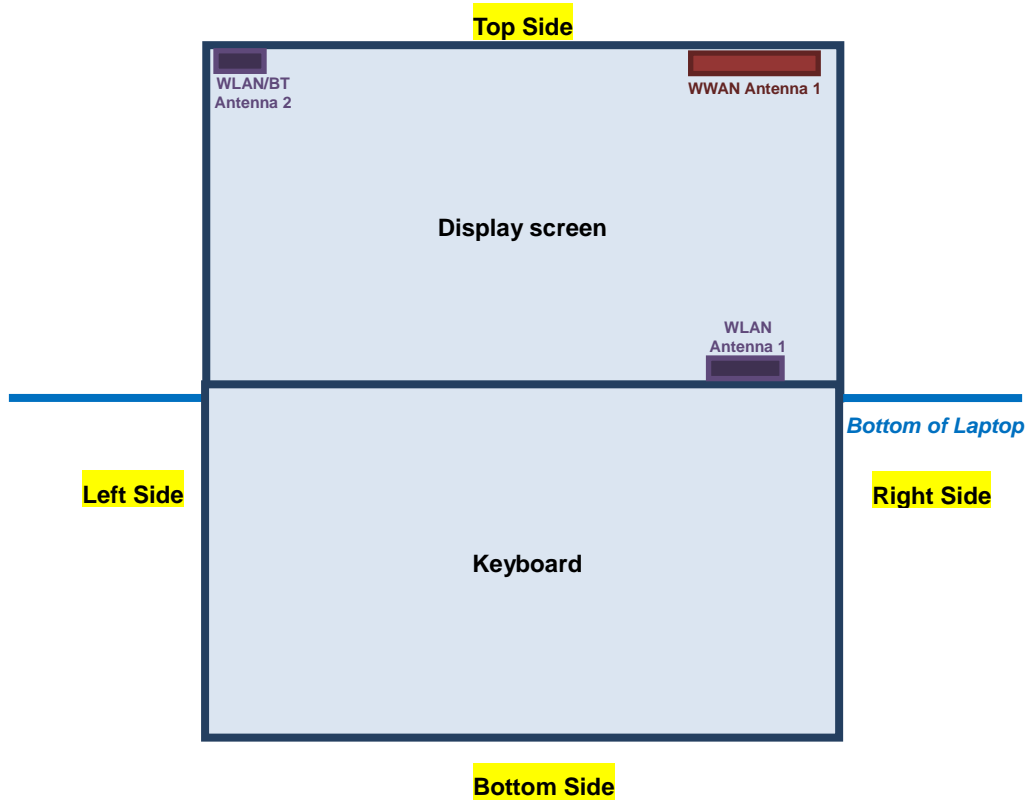 Top Side
WLAN/BT
Antenna 2
WWAN Antenna 1
Display screen
WLAN
Antenna 1
Bottom of Laptop
Left Side
Right Side
Keyboard
Bottom Side